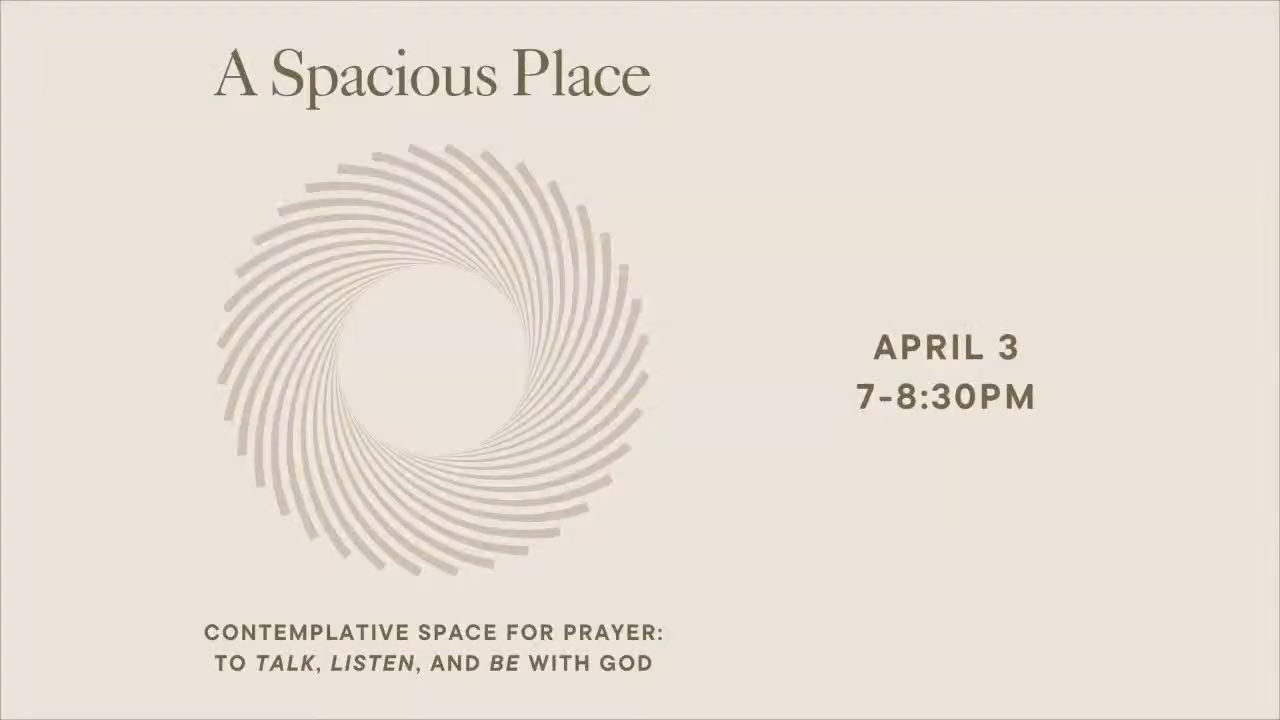 A Spacious Place
APRIL 3
7-8:30PM
CONTEMPLATIVE SPACE FOR PRAYER:
TO TALK, LISTEN, AND BE WITH GOD